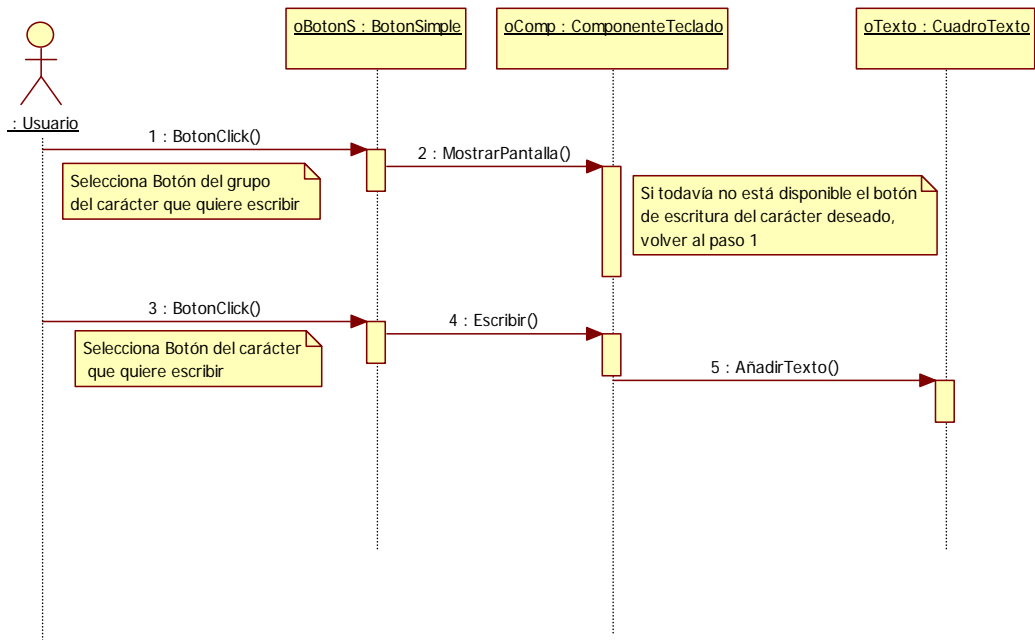 oBotonS : BotonSimple
oComp : ComponenteTeclado
oTexto : CuadroTexto
: Usuario
1 : BotonClick()
2 : MostrarPantalla()
Selecciona Botón del grupo
del carácter que quiere escribir
Si todavía no está disponible el botón
de escritura del carácter deseado,
volver al paso 1
3 : BotonClick()
4 : Escribir()
Selecciona Botón del carácter
que quiere escribir
5 : AñadirTexto()